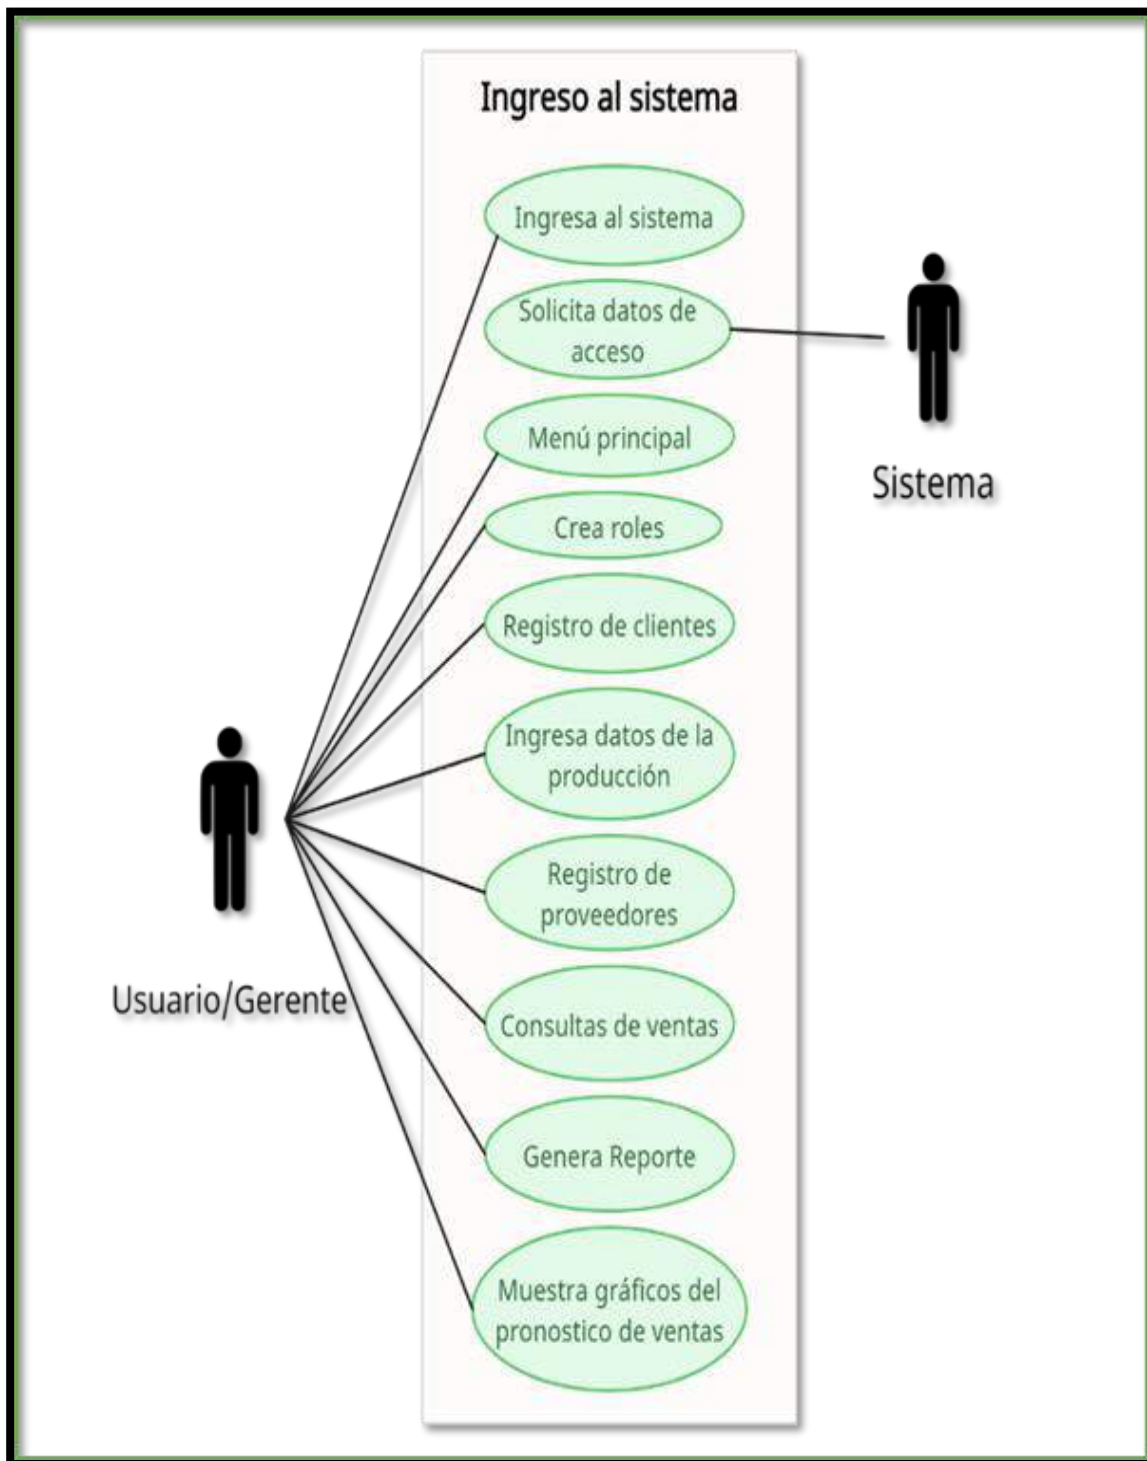 Ingreso al sistema
Ingresa al sistema
Solicita datos de
acceso
Sistema
Menú principal
Crea roles
Registro de clientes
Ingresa datos de la
producción
Registro de
proveedores
Usuario/Gerente
Consultas de ventas
Genera Reporte
Muestra gráficos del
pronostico de ventas